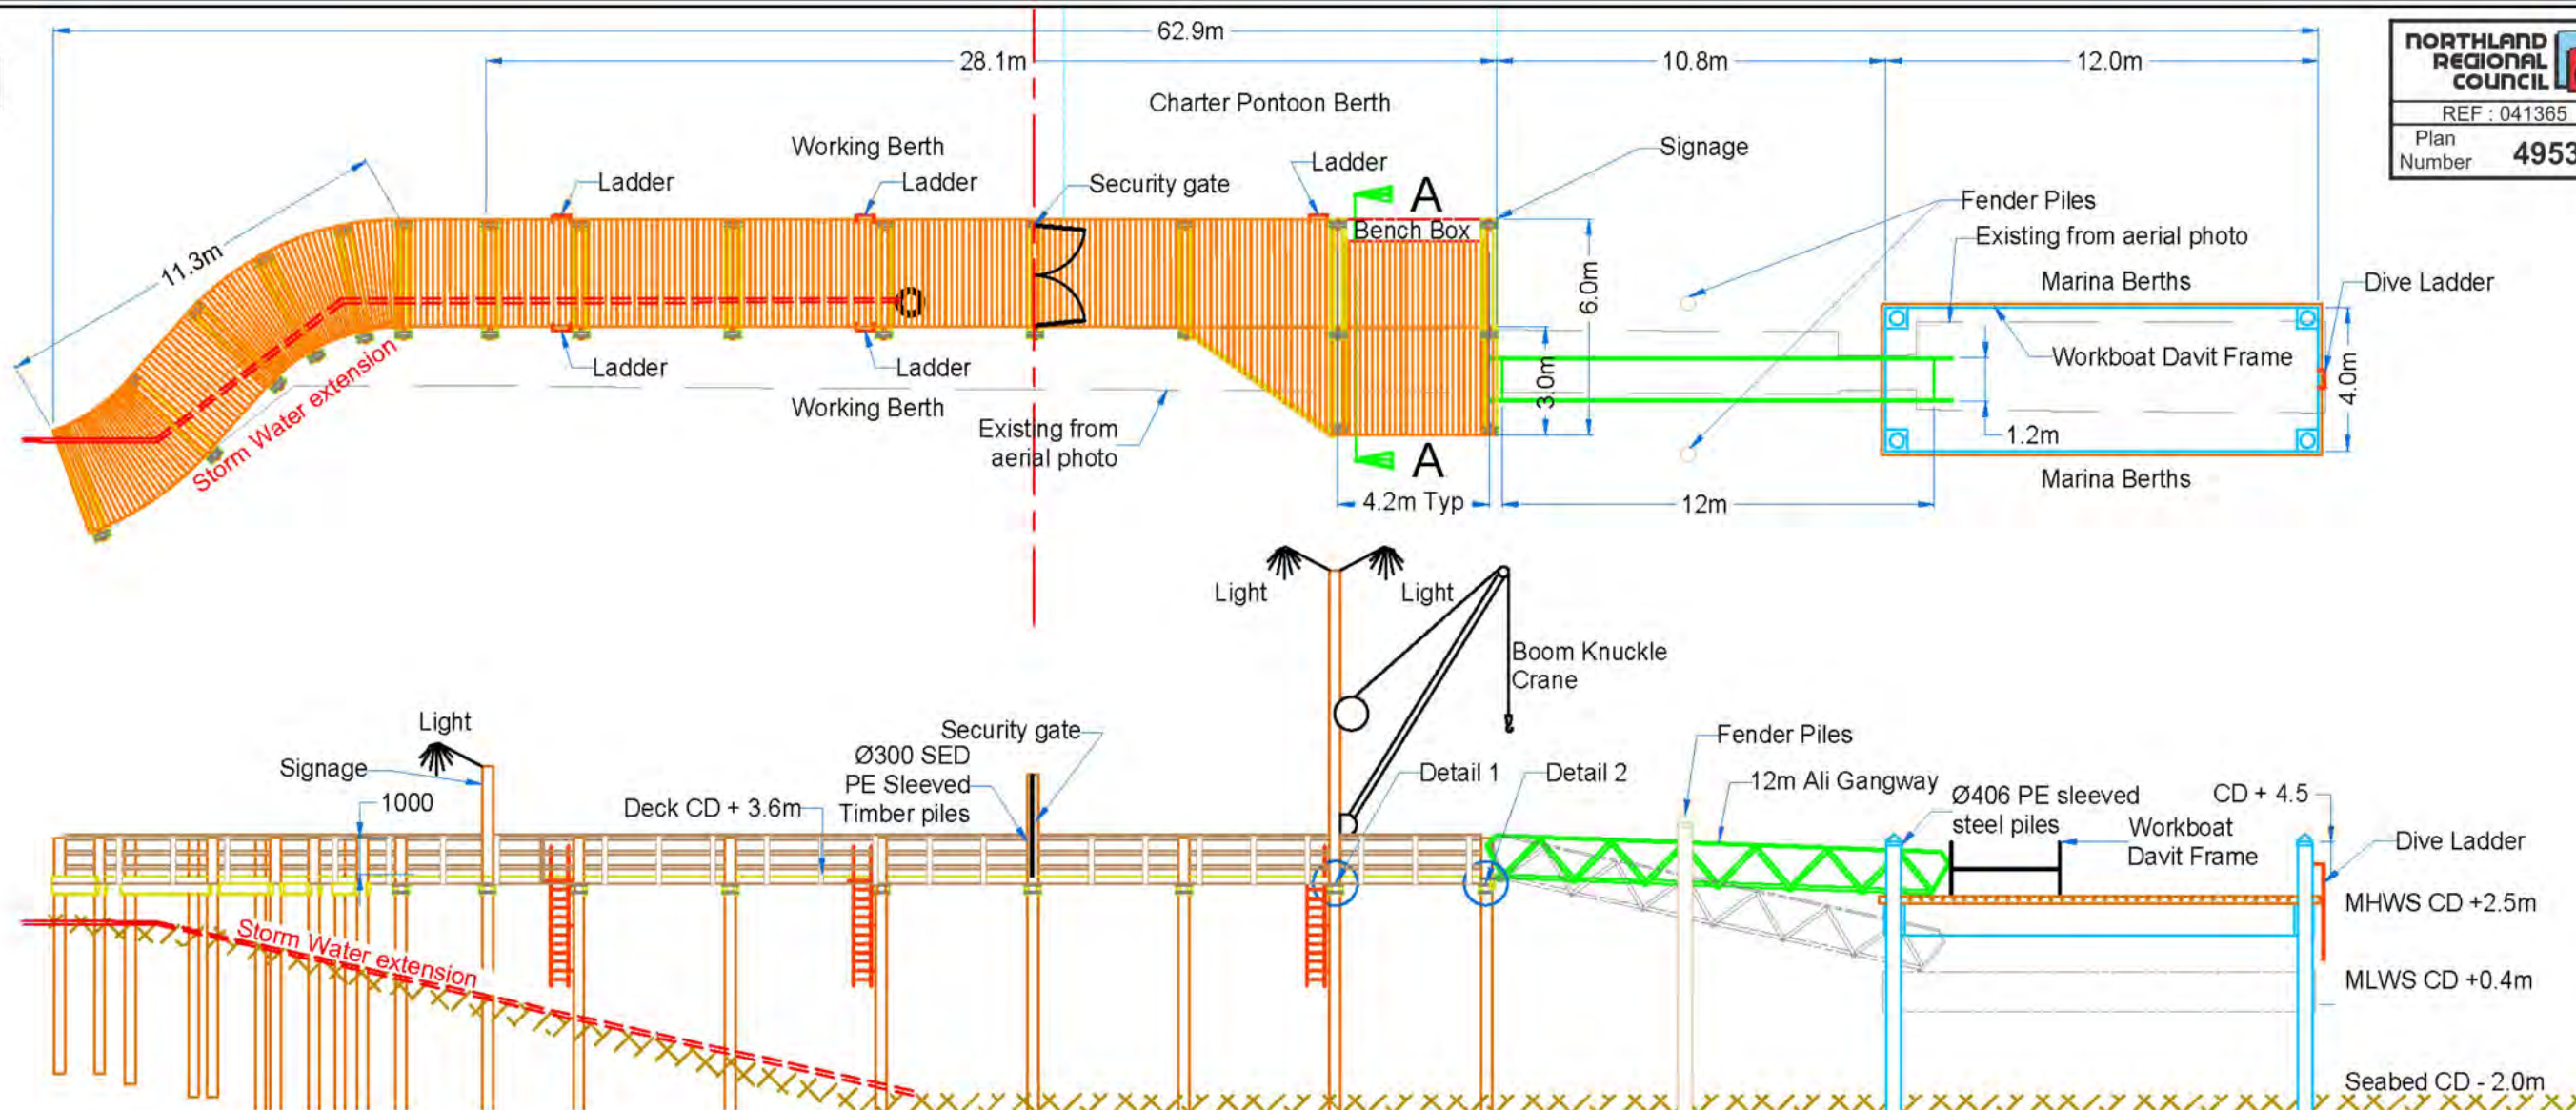 62.9m
28.1m
10.8m
12.0m
NORTHLAND
REGIONAL
COUNCIL
REF : 041365
Plan
Number
4953
Charter Pontoon Berth
Working Berth
Ladder
Ladder
Security gate
Ladder
Signage
A
Bench Box
Fender Piles
Existing from aerial photo
Marina Berths
Dive Ladder
11.3m
6.0m
3.0m
Workboat Davit Frame
4.0m
Storm Water extension
Ladder
Ladder
Working Berth
Existing from
aerial photo
A
1.2m
Marina Berths
4.2m Typ
12m
Light
Light
Boom Knuckle
Crane
Light
Signage
1000
Deck CD + 3.6m
Security gate
Ø300 SED
PE Sleeved
Timber piles
Detail 1
Detail 2
Fender Piles
12m Ali Gangway
Ø406 PE sleeved
steel piles
Workboat
Davit Frame
CD + 4.5
Dive Ladder
MHWS CD +2.5m
Storm Water extension
MLWS CD +0.4m
Seabed CD - 2.0m